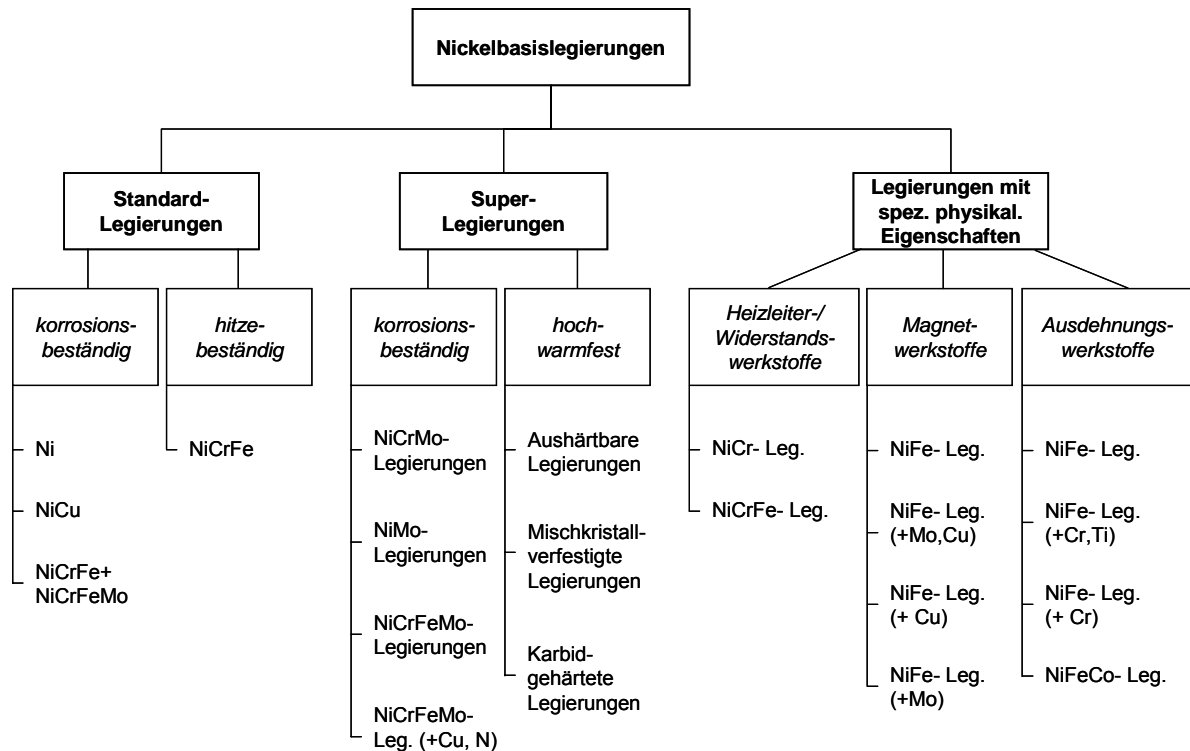 Nickelbasislegierungen
Standard-
Legierungen
Super-
Legierungen
Legierungen mit
spez. physikal.
Eigenschaften
korrosions-
beständig
hitze-
beständig
korrosions-
beständig
hoch-
warmfest
Heizleiter-/
Widerstands-
werkstoffe
Magnet-
werkstoffe
Ausdehnungs-
werkstoffe
Ni
NiCu
NiCrFe+
NiCrFeMo
NiCrFe
NiCrMo-
Legierungen
NiMo-
Legierungen
NiCrFeMo-
Legierungen
NiCrFeMo-
Leg. (+Cu, N)
Aushärtbare
Legierungen
Mischkristall-
verfestigte
Legierungen
Karbid-
gehärtete
Legierungen
NiCr- Leg.
NiCrFe- Leg.
NiFe- Leg.
NiFe- Leg.
(+Mo,Cu)
NiFe- Leg.
(+ Cu)
NiFe- Leg.
(+Mo)
NiFe- Leg.
NiFe- Leg.
(+Cr,Ti)
NiFe- Leg.
(+ Cr)
NiFeCo- Leg.